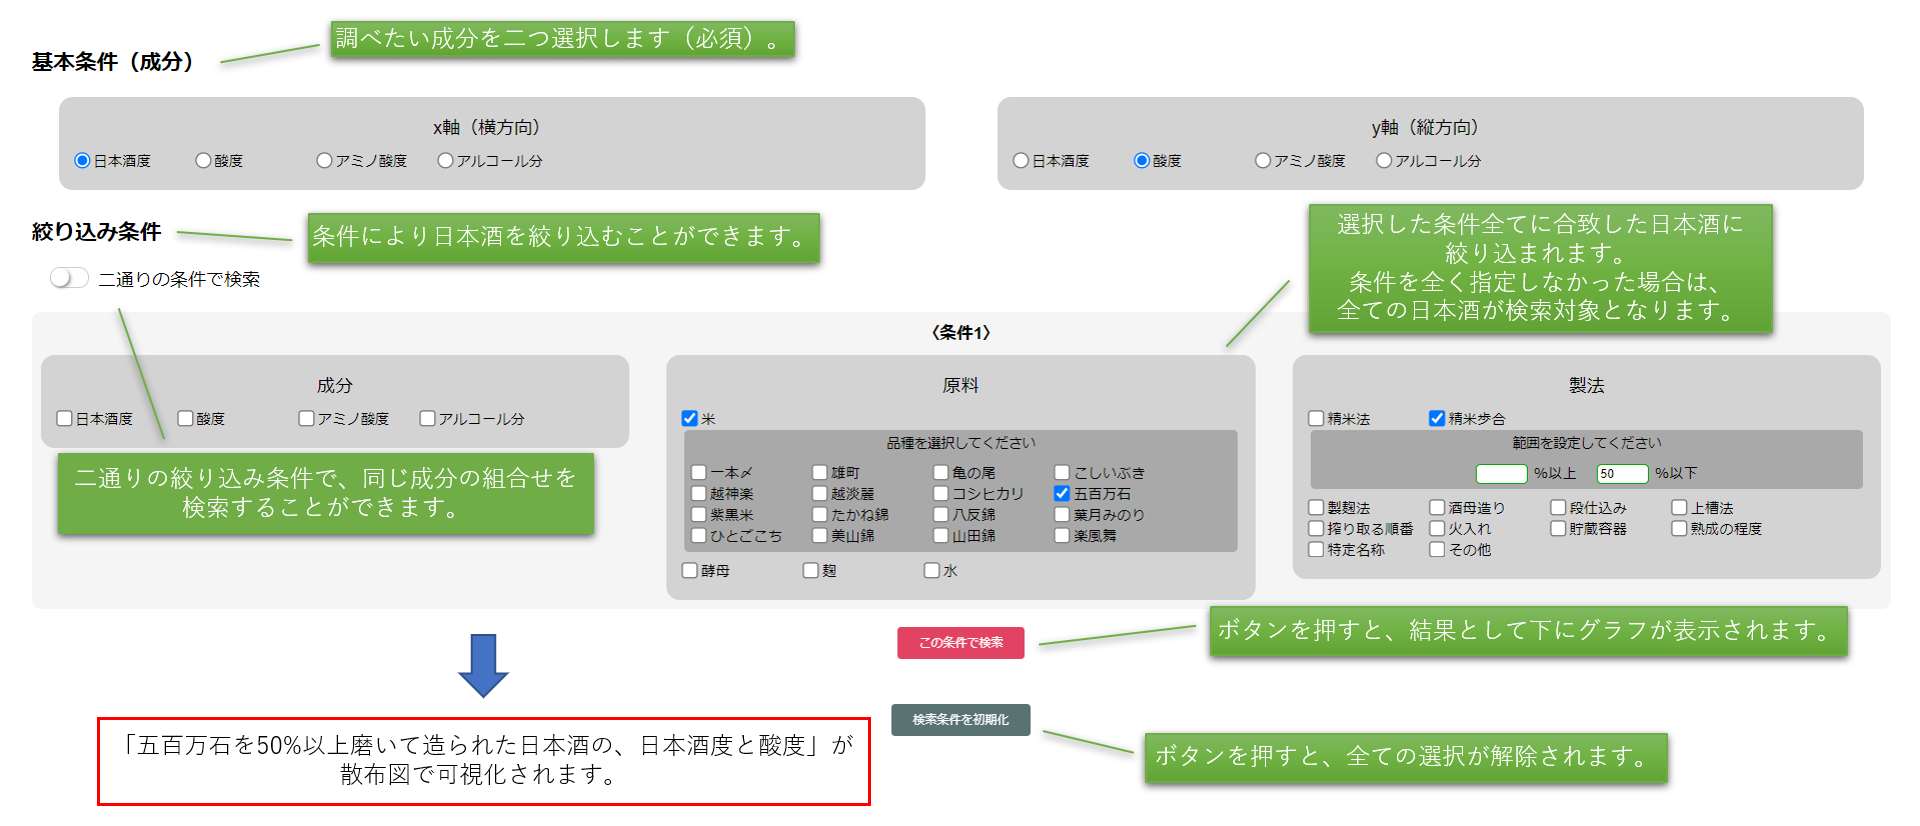 調べたい成分を二つ選択します（必須）。
基本条件（成分）
x軸（横方向）
日本酒度 酸度 アミノ酸度 アルコール分
y軸（縦方向）
日本酒度 酸度 アミノ酸度 アルコール分
絞り込み条件
条件により日本酒を絞り込むことができます。
選択した条件全てに合致した日本酒に
絞り込まれます。
条件を全く指定しなかった場合は、
全ての日本酒が検索対象となります。
二通りの条件で検索
〈条件1〉
成分
日本酒度 酸度 アミノ酸度 アルコール分
二通りの絞り込み条件で、同じ成分の組合せを
検索することができます。
原料
米
品種を選択してください
一本〆 雄町 亀の尾 こしいぶき
越神楽 越淡麗 コシヒカリ 五百万石
紫黒米 たかね錦 八反錦 葉月みのり
ひとごこち 美山錦 山田錦 楽風舞
酵母 麹 水
製法
精米法 精米歩合
範囲を設定してください
%以上 50 %以下
製麹法 酒母造り 段仕込み 上槽法
搾り取る順番 火入れ 貯蔵容器 熟成の程度
特定名称 その他
この条件で検索
ボタンを押すと、結果として下にグラフが表示されます。
検索条件を初期化
ボタンを押すと、全ての選択が解除されます。
「五百万石を50%以上磨いて造られた日本酒の、日本酒度と酸度」が
散布図で可視化されます。